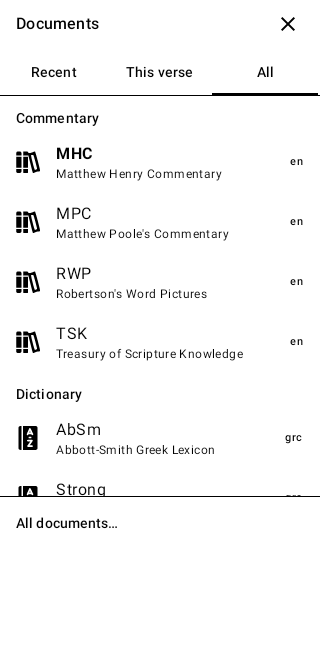 Documents
Recent
This verse
All
Commentary
MHC
Matthew Henry Commentary
en
MPC
Matthew Poole's Commentary
en
RWP
Robertson's Word Pictures
en
TSK
Treasury of Scripture Knowledge
en
Dictionary
AbSm
Abbott-Smith Greek Lexicon
grc
Strong
All documents…